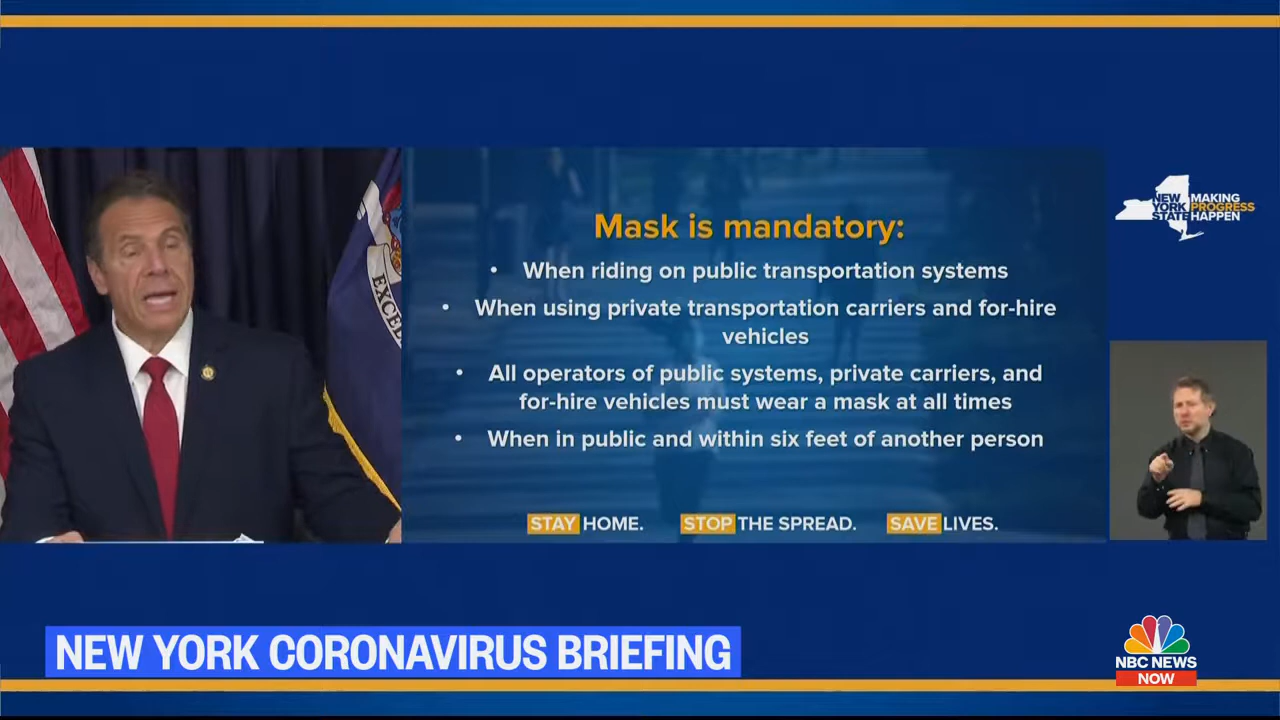 Mask is mandatory:
• When riding on public transportation systems
• When using private transportation carriers and for-hire
vehicles
• All operators of public systems, private carriers, and
for-hire vehicles must wear a mask at all times
• When in public and within six feet of another person
STAY HOME. STOP THE SPREAD. SAVE LIVES.
EXCEL
NEW
YORK
STATE
MAKING
PROGRESS
HAPPEN
NEW YORK CORONAVIRUS BRIEFING
NBC NEWS
NOW